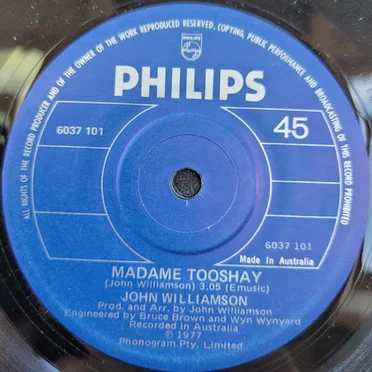 ALL RIGHTS OF THE RECORD PRODUCER AND OF THE OWNER OF THE WORK REPRODUCED RESERVED. COPYING, PUBLIC PERFORMANCE AND BROADCASTING OF THIS RECORD PROHIBITED
PHILIPS
PHILIPS
6037 101
45
6037 101
Made In Australia
MADAME TOOSHAY
(John Williamson) 3.05 (Emusic)
JOHN WILLIAMSON
Prod. and Arr. by John Williamson
Engineered by Bruce Brown and Wyn Wynyard
Recorded in Australia
℗ 1977
Phonogram Pty. Limited.